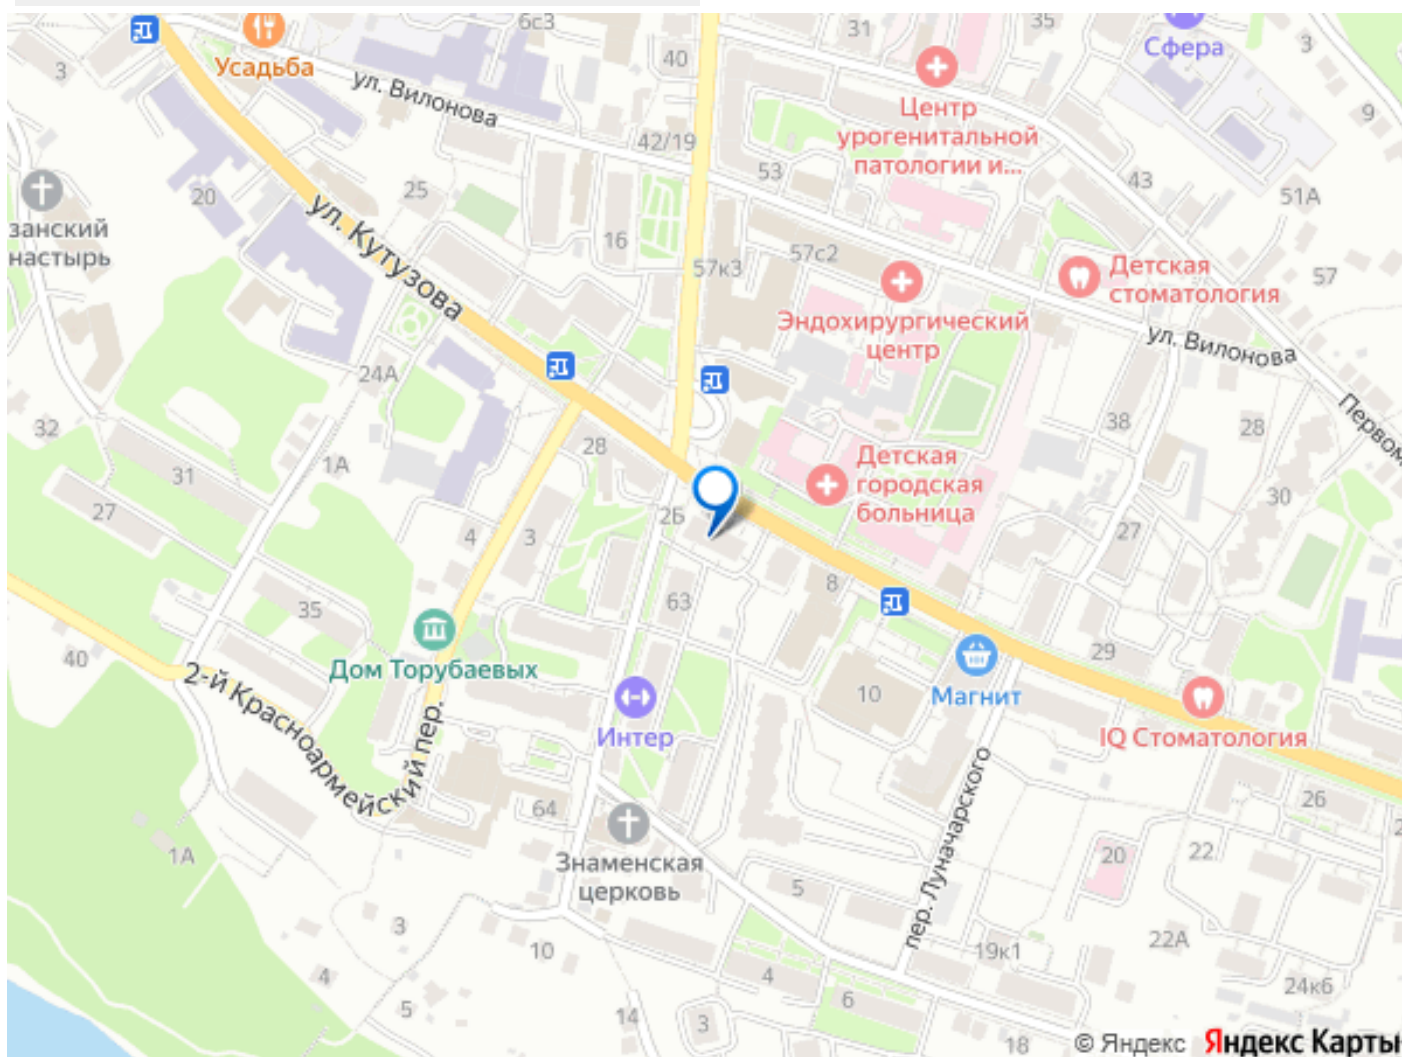 6с3
31
35
Сфера
3
3
Усадьба
ул. Вилонова
40
Центр
урогенитальной
патологии и...
9
42/19
53
43
51А
20
25
ул. Кутузова
занский
настырь
16
57к3
57с2
Детская
стоматология
57
Эндохирургический
центр
ул. Вилонова
24А
Первом
32
28
38
28
31
1А
Детская
городская
больница
27
30
2Б
4
3
27
35
63
8
40
Дом Торубаевых
29
2-й Красноармейский пер.
Интер
10
Магнит
IQ Стоматология
64
26
2
1А
Знаменская
церковь
пер. Луначарского
20
22
5
3
10
19к1
22А
4
4
6
24к6
5
14
3
18
© Яндекс Яндекс Карты